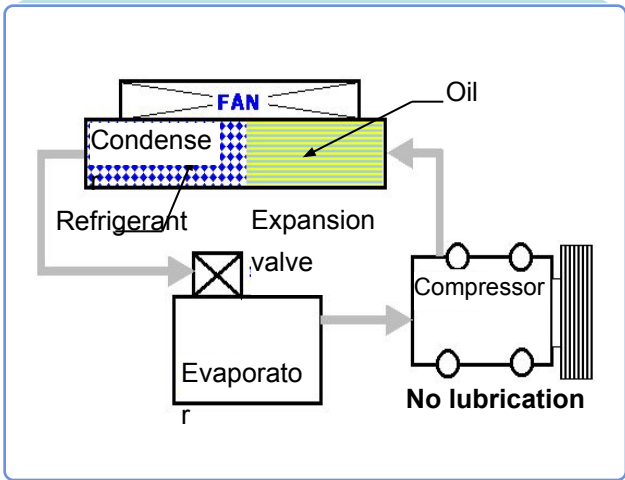 FAN
Oil
Condense
r
Refrigerant
Expansion
valve
Compressor
Evaporato
r
No lubrication